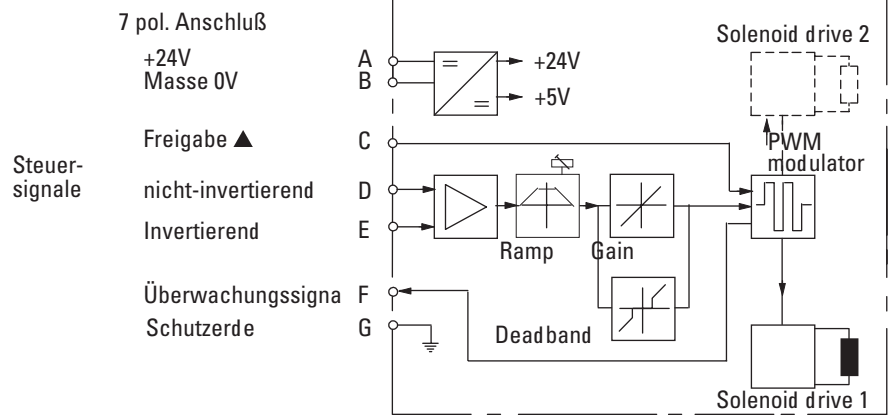 7 pol. Anschluß
Solenoid drive 2
+24V A +24V
Masse 0V B
+5V
Freigabe ▲ C
PWM
modulator
Steuer-
signale
nicht-invertierend D
Invertierend E
Ramp Gain
Überwachungssigna F
Schutzerde G
Deadband
Solenoid drive 1